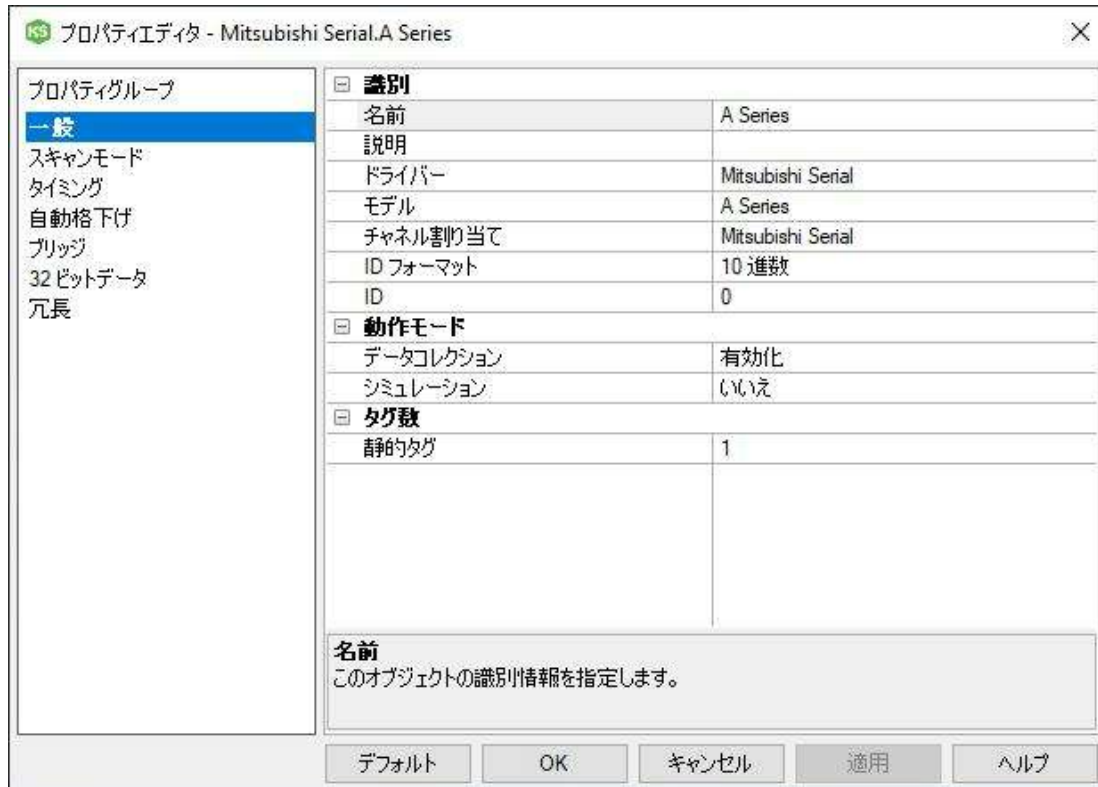 KS プロパティエディタ - Mitsubishi Serial.A Series
プロパティグループ
一般
スキャンモード
タイミング
自動格下げ
ブリッジ
32 ビットデータ
冗長
識別
名前 A Series
説明
ドライバー Mitsubishi Serial
モデル A Series
チャネル割り当て Mitsubishi Serial
ID フォーマット 10 進数
ID 0
動作モード
データコレクション 有効化
シミュレーション いいえ
タグ数
静的タグ 1
名前
このオブジェクトの識別情報を指定します。
デフォルト OK キャンセル 適用 ヘルプ